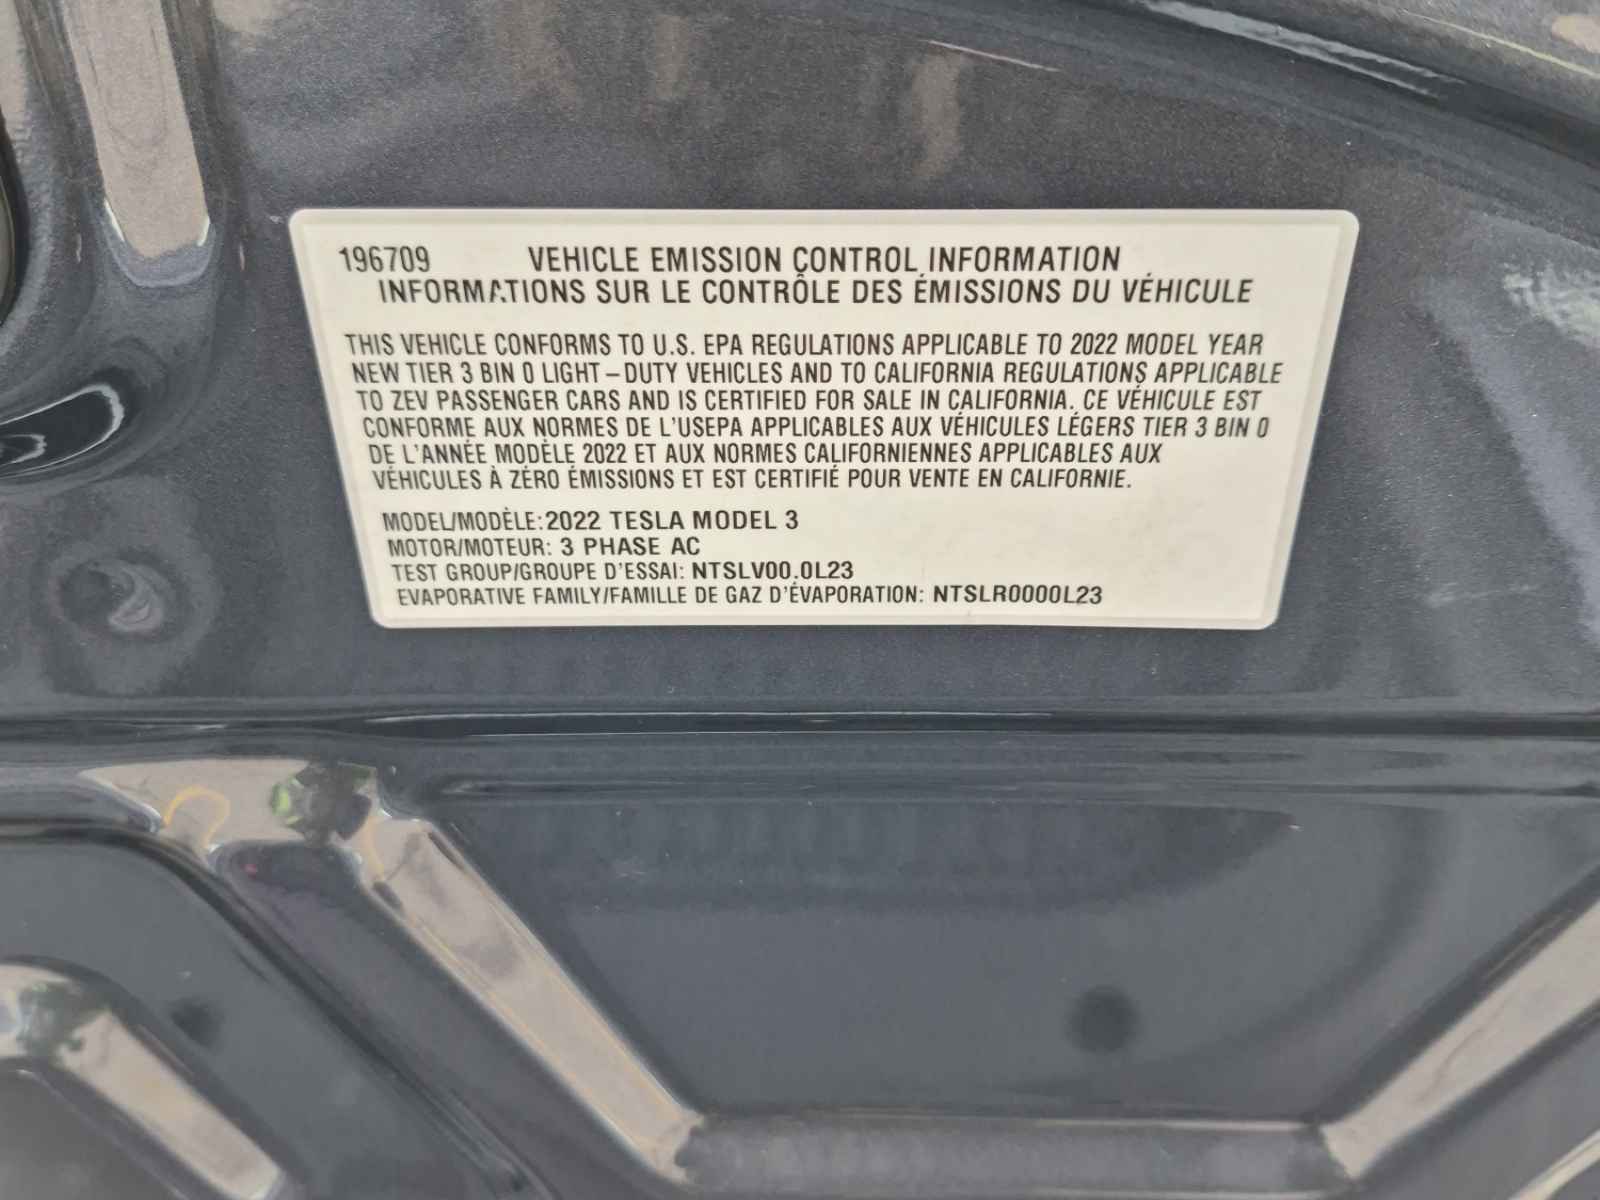 196709 VEHICLE EMISSION CONTROL INFORMATION
INFORMATIONS SUR LE CONTRÔLE DES ÉMISSIONS DU VÉHICULE
THIS VEHICLE CONFORMS TO U.S. EPA REGULATIONS APPLICABLE TO 2022 MODEL YEAR
NEW TIER 3 BIN 0 LIGHT-DUTY VEHICLES AND TO CALIFORNIA REGULATIONS APPLICABLE
TO ZEV PASSENGER CARS AND IS CERTIFIED FOR SALE IN CALIFORNIA. CE VÉHICULE EST
CONFORME AUX NORMES DE L'USEPA APPLICABLES AUX VÉHICULES LÉGERS TIER 3 BIN 0
DE L'ANNÉE MODÈLE 2022 ET AUX NORMES CALIFORNIENNES APPLICABLES AUX
VÉHICULES À ZÉRO ÉMISSIONS ET EST CERTIFIÉ POUR VENTE EN CALIFORNIE.
MODEL/MODÈLE: 2022 TESLA MODEL 3
MOTOR/MOTEUR: 3 PHASE AC
TEST GROUP/GROUPE D'ESSAI: NTSLV00.0L23
EVAPORATIVE FAMILY/FAMILLE DE GAZ D'ÉVAPORATION: NTSLR0000L23